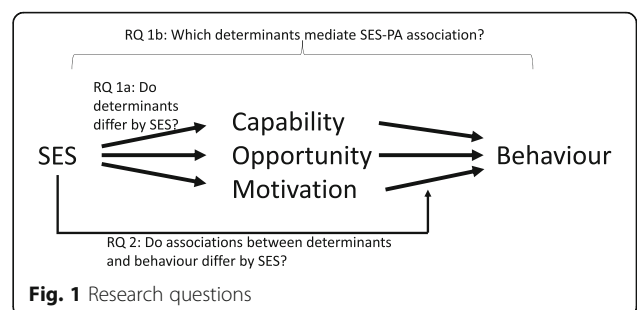 RQ 1b: Which determinants mediate SES-PA association?
RQ 1a: Do
determinants
differ by SES?
Capability
SES
Opportunity
Behaviour
Motivation
RQ 2: Do associations between determinants
and behaviour differ by SES?
Fig. 1 Research questions